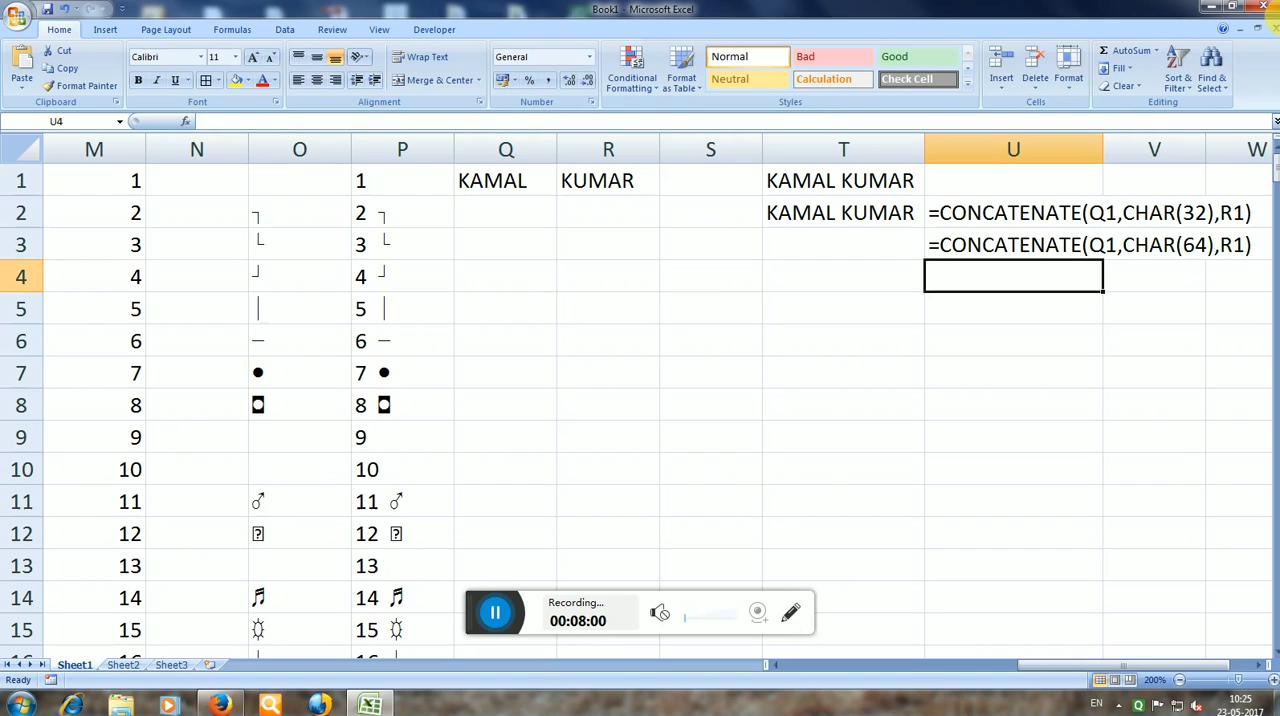 Book1 - Microsoft Excel
Home Insert Page Layout Formulas Data Review View Developer
Paste Cut Copy Format Painter
Calibri 11 A A B I U A
Wrap Text Merge & Center
General % ,
Conditional Formatting Format as Table
Normal Bad Good
Neutral Calculation Check Cell
Insert Delete Format
Σ AutoSum Fill Clear
Sort & Filter Find & Select
Clipboard Font Alignment Number Styles Cells Editing
U4 fx
M N O P Q R S T U V W
1 1 1 KAMAL KUMAR KAMAL KUMAR
2 2 ┐ 2 ┐ KAMAL KUMAR =CONCATENATE(Q1,CHAR(32),R1)
3 3 └ 3 └ =CONCATENATE(Q1,CHAR(64),R1)
4 4 ┘ 4 ┘
5 5 │ 5 │
6 6 ─ 6 ─
7 7 ● 7 ●
8 8 ◘ 8 ◘
9 9 9
10 10 10
11 11 ♂ 11 ♂
12 12 ⍰ 12 ⍰
13 13 13
14 14 ♬ 14 ♬
15 15 ☼ 15 ☼
Recording...
00:08:00
Sheet1 Sheet2 Sheet3
Ready 200%
EN 10:25
23-05-2017